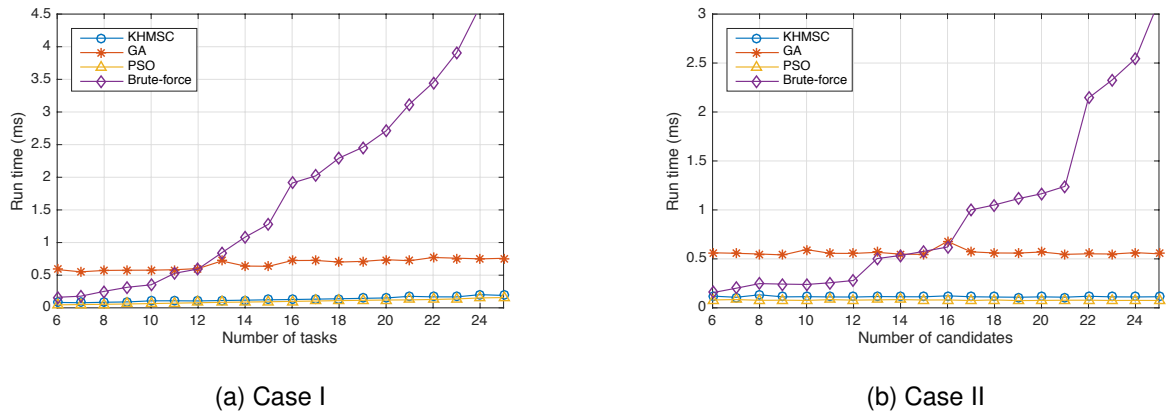 4.5
4
3.5
3
2.5
2
1.5
1
0.5
0
Run time (ms)
KHMSC
GA
PSO
Brute-force
6 8 10 12 14 16 18 20 22 24
Number of tasks
(a) Case I
3
2.5
2
1.5
1
0.5
0
Run time (ms)
KHMSC
GA
PSO
Brute-force
6 8 10 12 14 16 18 20 22 24
Number of candidates
(b) Case II